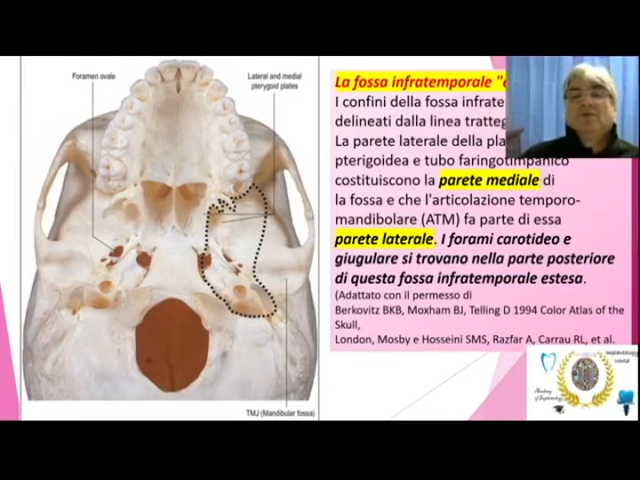 Foramen ovale
Lateral and medial
pterygoid plates
TMJ (Mandibular fossa)
La fossa infratemporale "e
I confini della fossa infrate
delineati dalla linea tratteg
La parete laterale della pla
pterigoidea e tubo faringotimpanico
costituiscono la parete mediale di
la fossa e che l'articolazione temporo-
mandibolare (ATM) fa parte di essa
parete laterale. I forami carotideo e
giugulare si trovano nella parte posteriore
di questa fossa infratemporale estesa.
(Adattato con il permesso di
Berkovitz BKB, Moxham BJ, Telling D 1994 Color Atlas of the
Skull,
London, Mosby e Hosseini SMS, Razfar A, Carrau RL, et al.
Academy
of Implantology